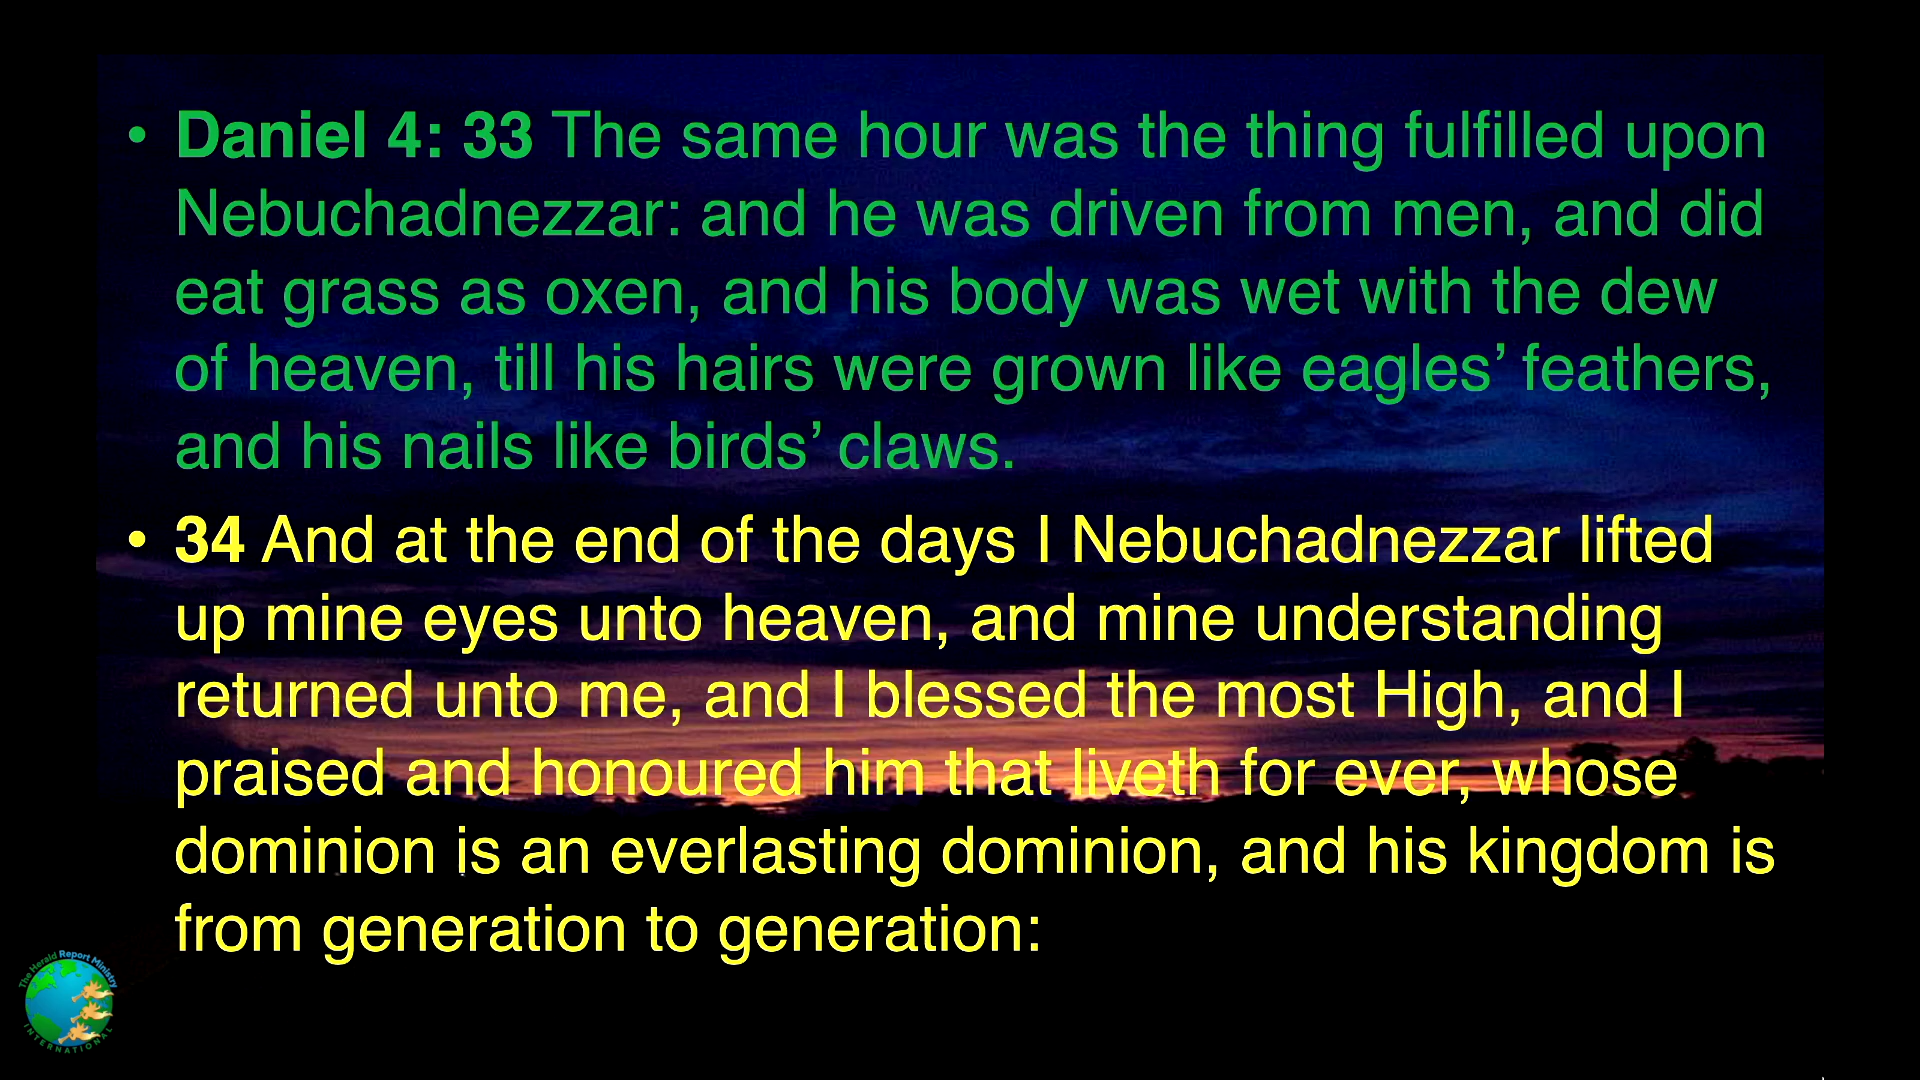 • Daniel 4: 33 The same hour was the thing fulfilled upon
Nebuchadnezzar: and he was driven from men, and did
eat grass as oxen, and his body was wet with the dew
of heaven, till his hairs were grown like eagles’ feathers,
and his nails like birds’ claws.
• 34 And at the end of the days I Nebuchadnezzar lifted
up mine eyes unto heaven, and mine understanding
returned unto me, and I blessed the most High, and I
praised and honoured him that liveth for ever, whose
dominion is an everlasting dominion, and his kingdom is
from generation to generation:
The Herald Report Ministry
INTERNATIONAL